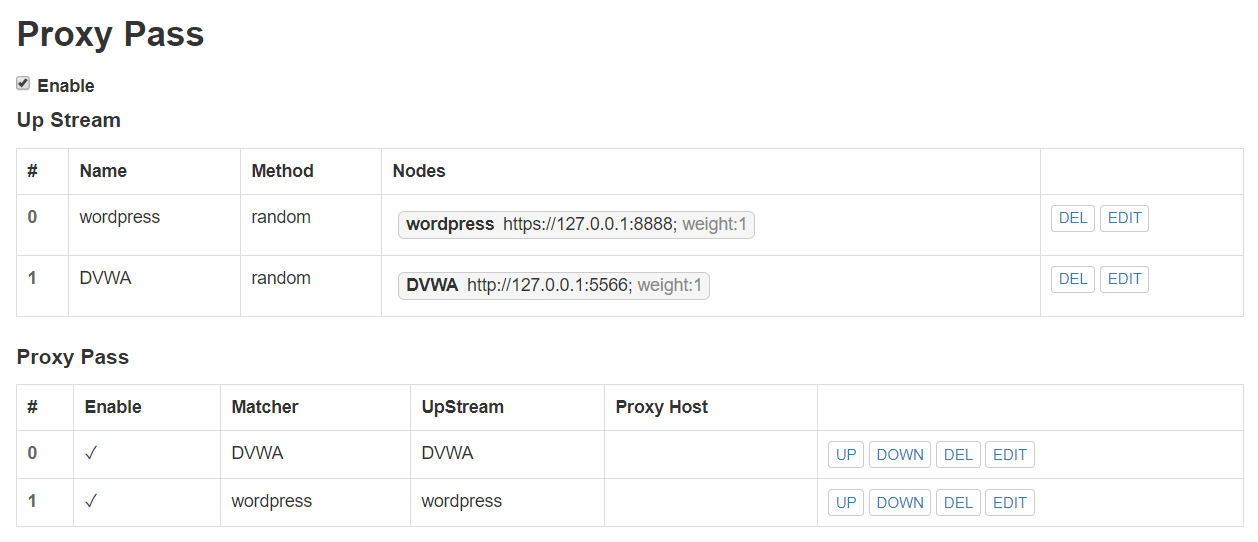 Proxy Pass
Enable
Up Stream
# Name Method Nodes
0 wordpress random wordpress https://127.0.0.1:8888; weight:1 DEL EDIT
1 DVWA random DVWA http://127.0.0.1:5566; weight:1 DEL EDIT
Proxy Pass
# Enable Matcher UpStream Proxy Host
0 ✓ DVWA DVWA UP DOWN DEL EDIT
1 ✓ wordpress wordpress UP DOWN DEL EDIT